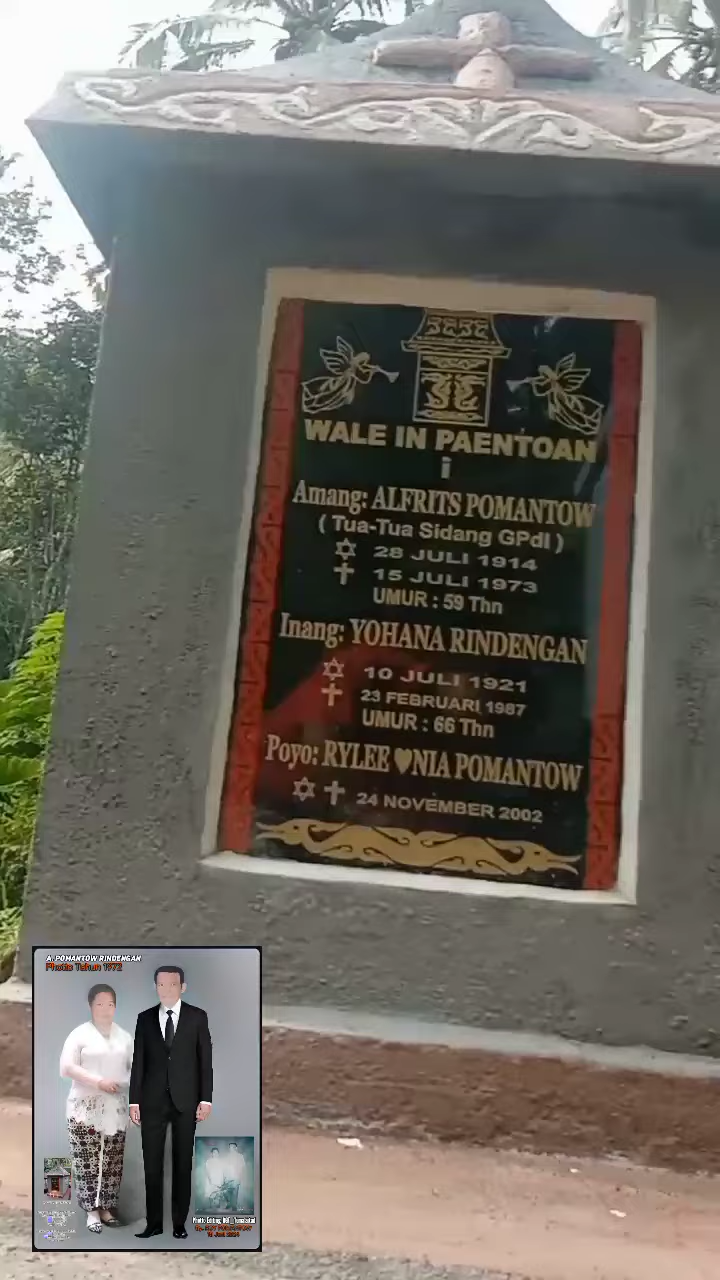 WALE IN PAENTOAN
i
Amang: ALFRITS POMANTOW
( Tua-Tua Sidang GPdI )
28 JULI 1914
15 JULI 1973
UMUR : 59 Thn
Inang: YOHANA RINDENGAN
10 JULI 1921
23 FEBRUARI 1987
UMUR : 66 Thn
Poyo: RYLEE ♥NIA POMANTOW
24 NOVEMBER 2002
A. POMANTOW RINDENGAN
Photo Tahun 1972